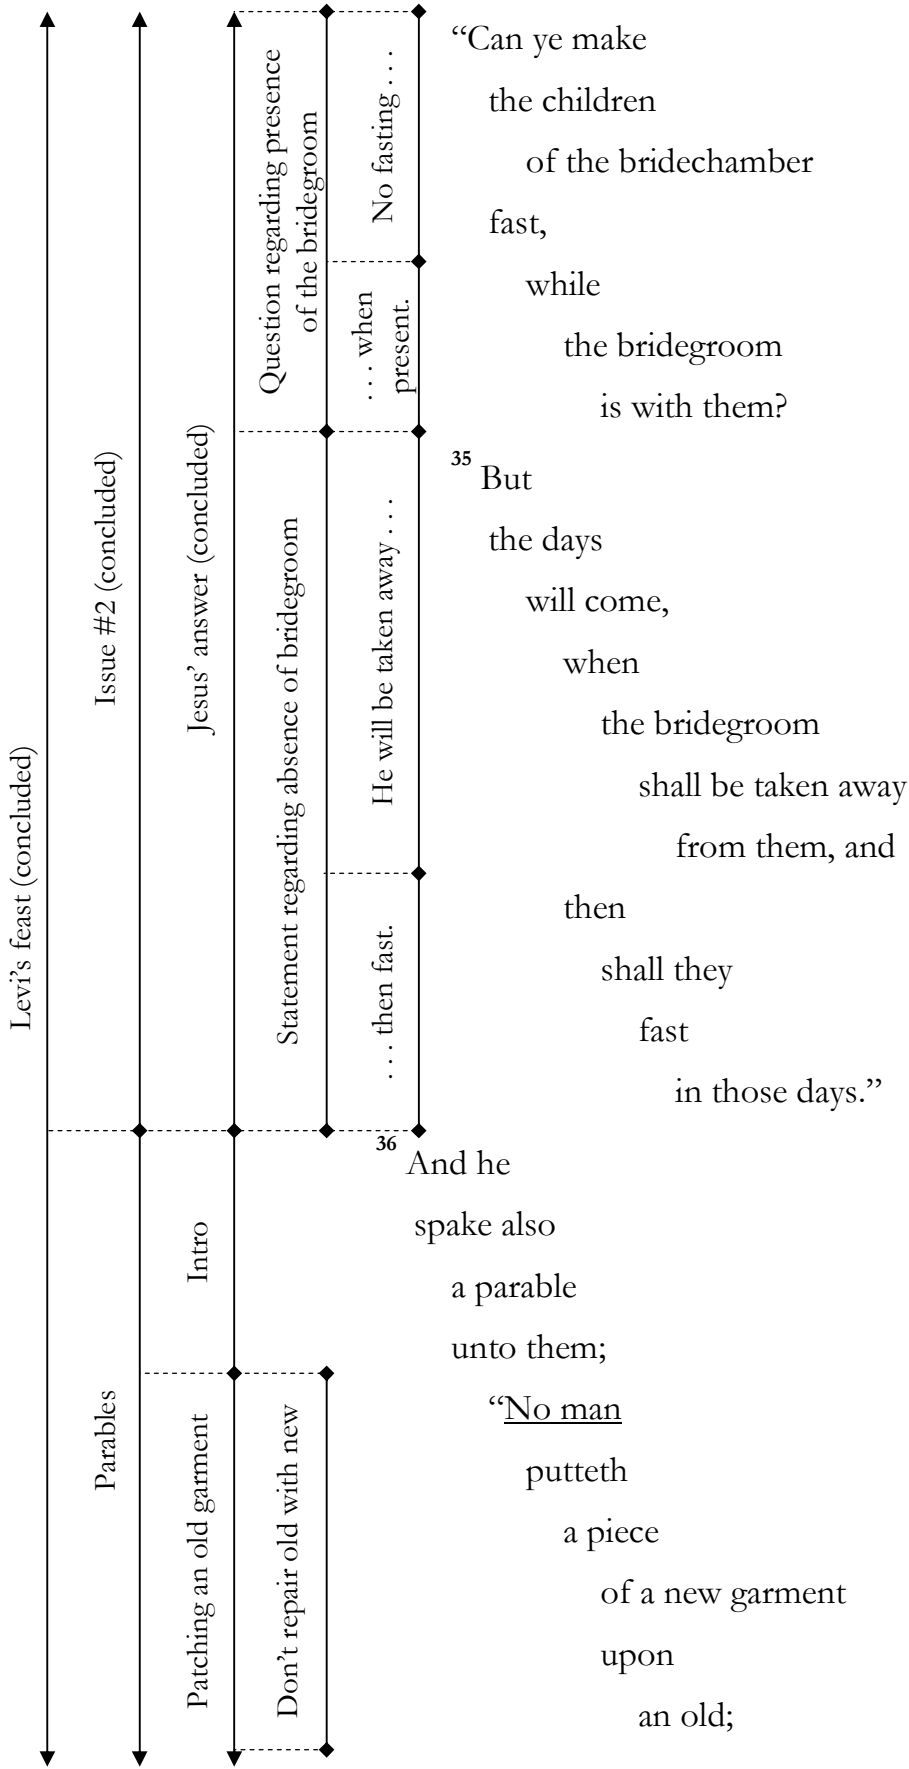 Levi's feast (concluded)
Issue #2 (concluded)
Jesus' answer (concluded)
Question regarding presence
of the bridegroom
No fasting . . .
. . . when
present.
Statement regarding absence of bridegroom
He will be taken away . . .
. . . then fast.
Parables
Intro
Patching an old garment
Don't repair old with new
“Can ye make
the children
of the bridechamber
fast,
while
the bridegroom
is with them?
35 But
the days
will come,
when
the bridegroom
shall be taken away
from them, and
then
shall they
fast
in those days.”
36 And he
spake also
a parable
unto them;
“No man
putteth
a piece
of a new garment
upon
an old;